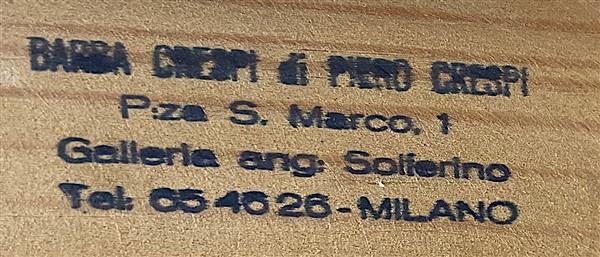 BARBA CRESPI di PIERO CRESPI
P.za S. Marco, 1
Galleria ang. Solferino
Tel. 65 46 26 - MILANO